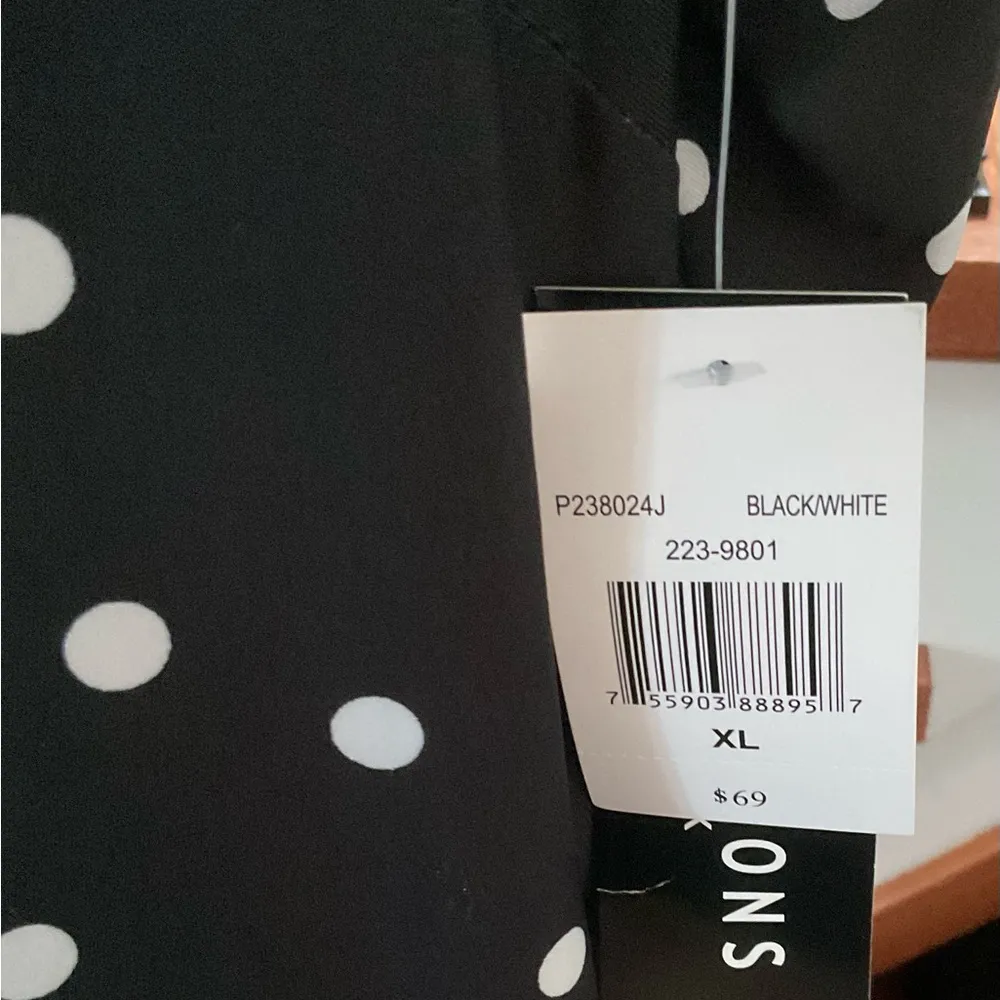 P238024J BLACK/WHITE
223-9801
7 55903 88895 7
XL
$69
ONS